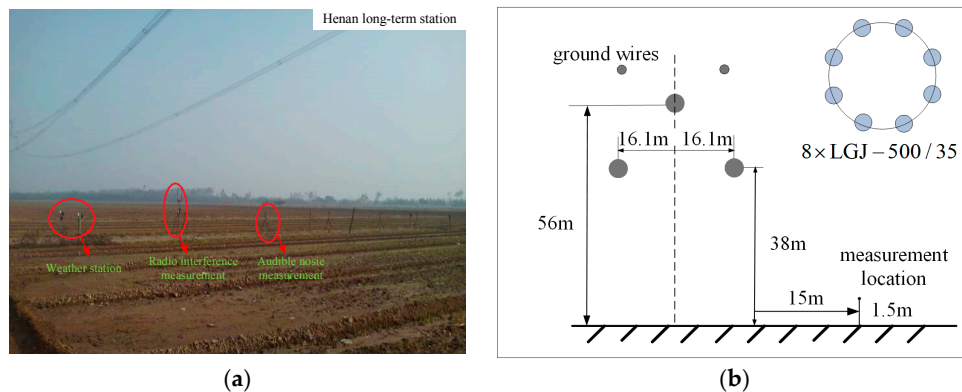 Henan long-term station
Weather station
Radio interference
measurement
Audible nosie
measurement
(a)
ground wires
16.1m 16.1m
8×LGJ−500/35
56m
38m
measurement
location
15m
1.5m
(b)